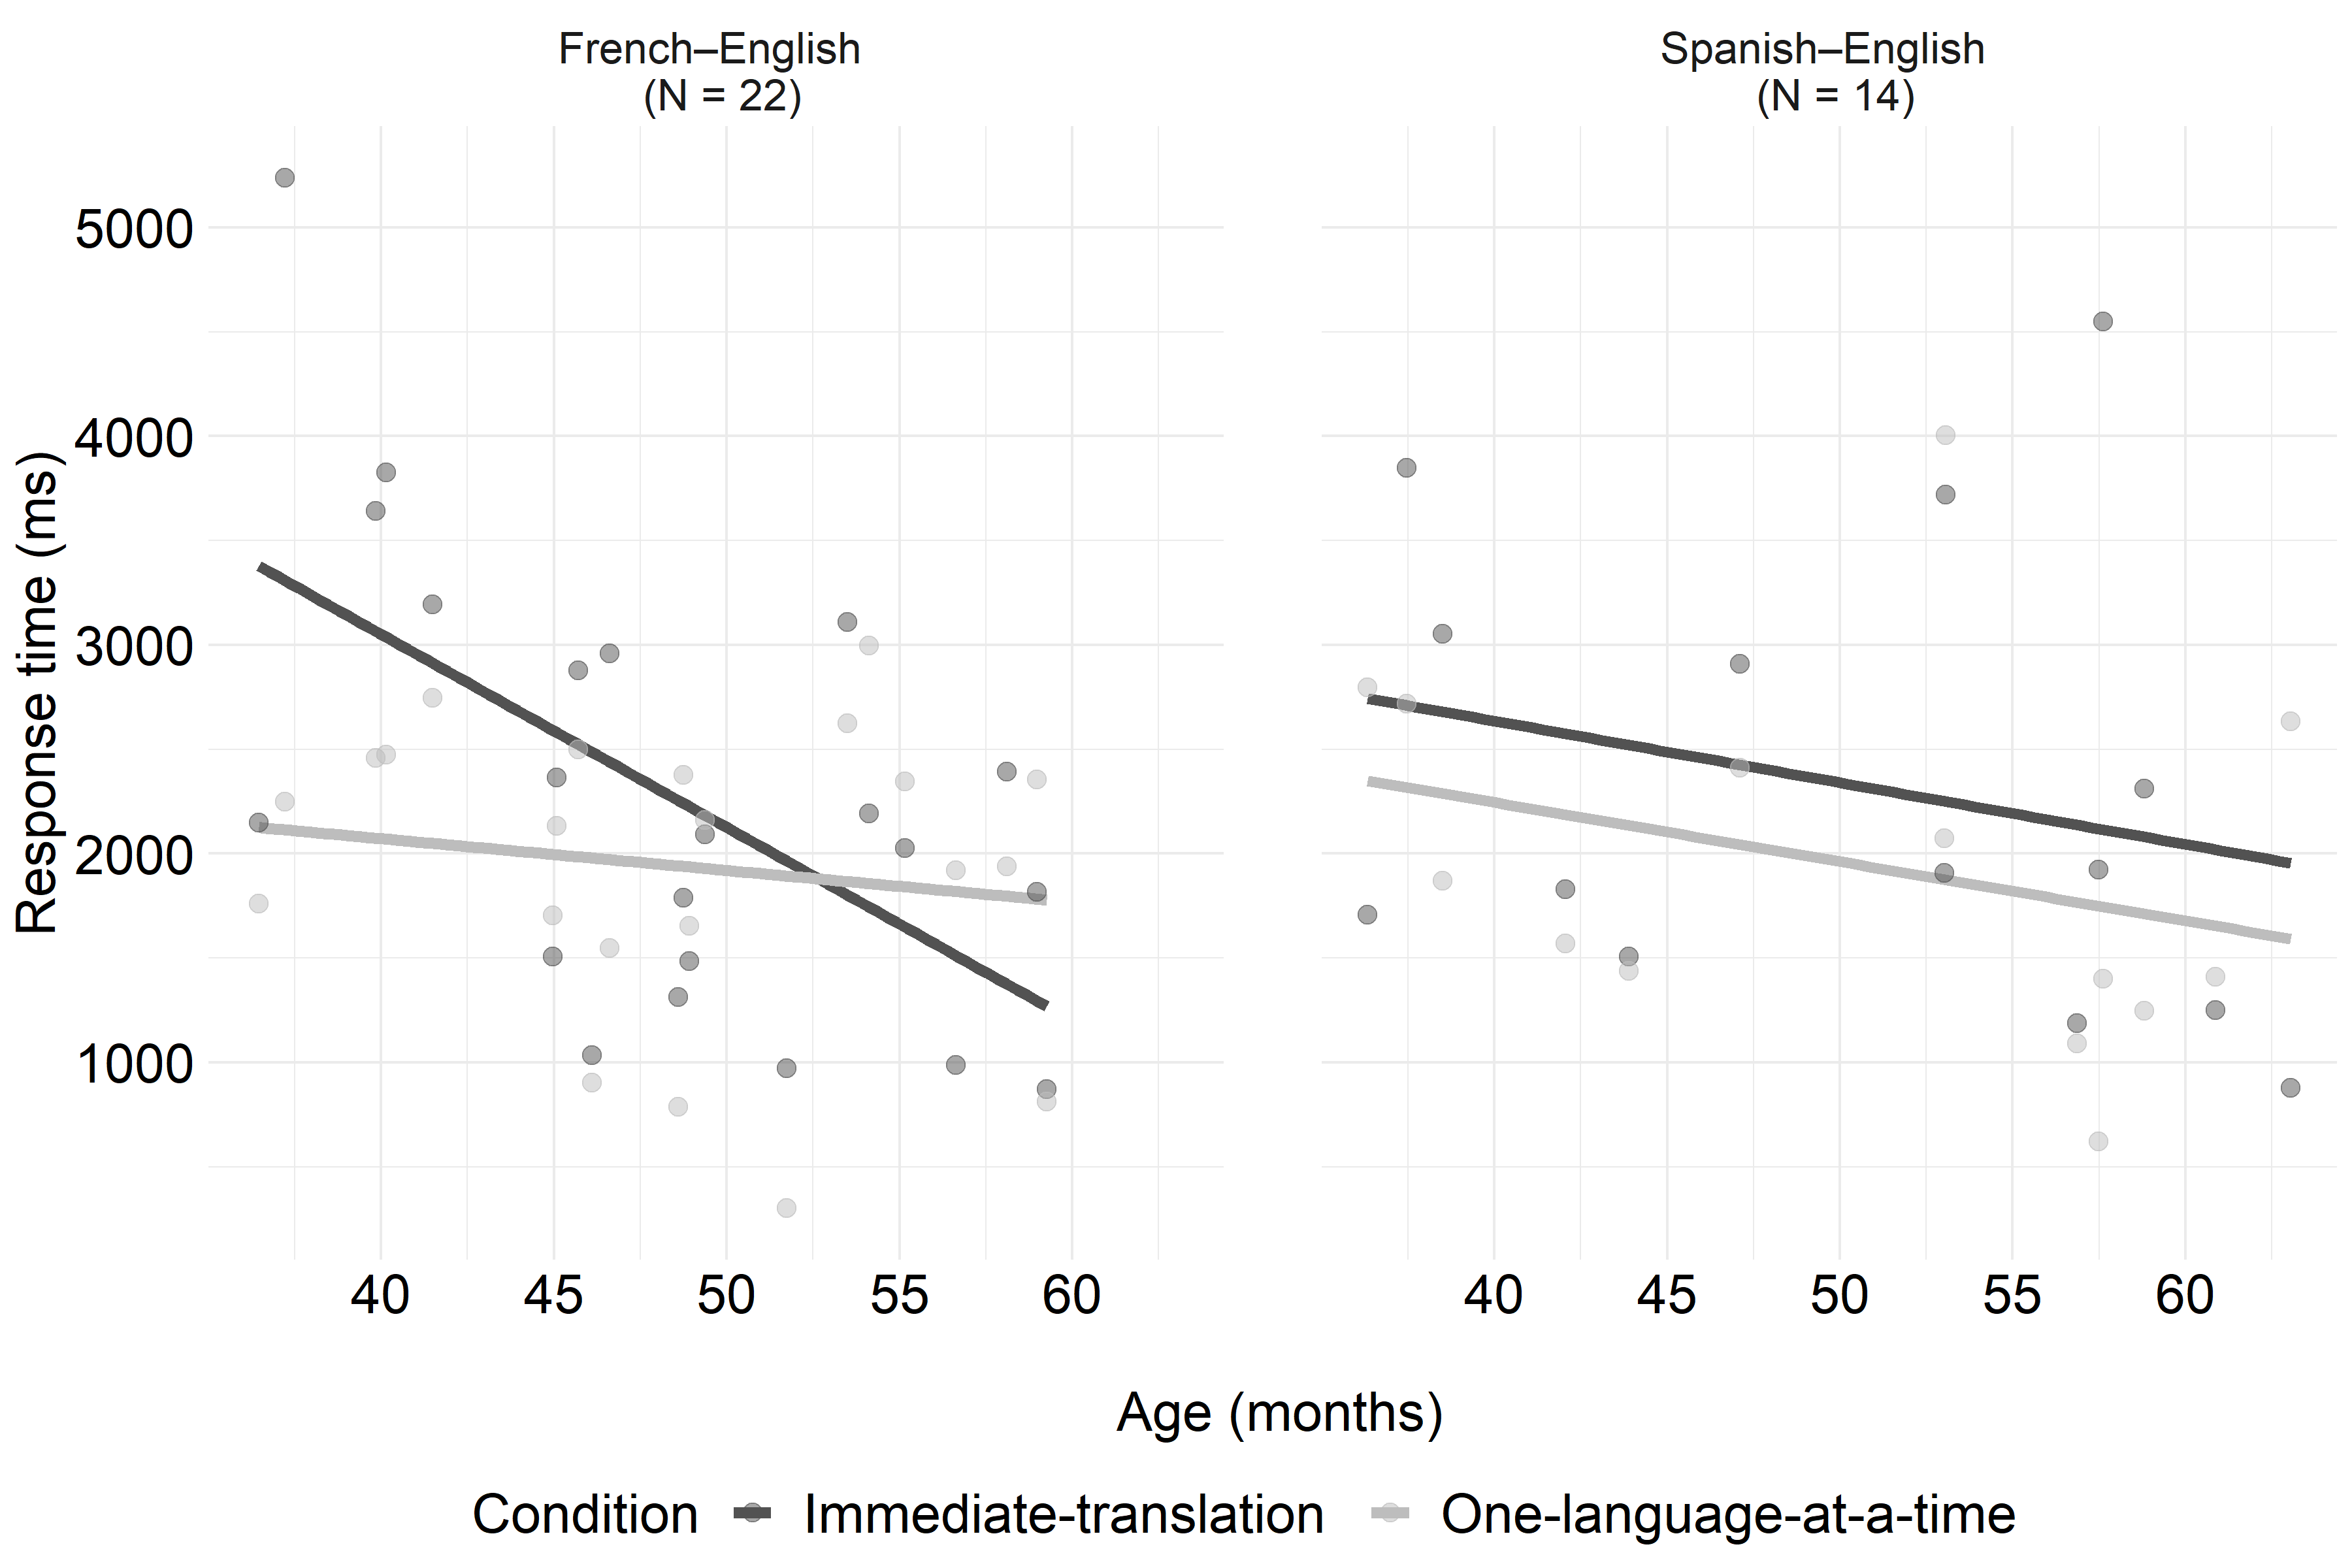 French–English
(N = 22)
Spanish–English
(N = 14)
Response time (ms)
5000
4000
3000
2000
1000
40 45 50 55 60
40 45 50 55 60
Age (months)
Condition Immediate-translation One-language-at-a-time